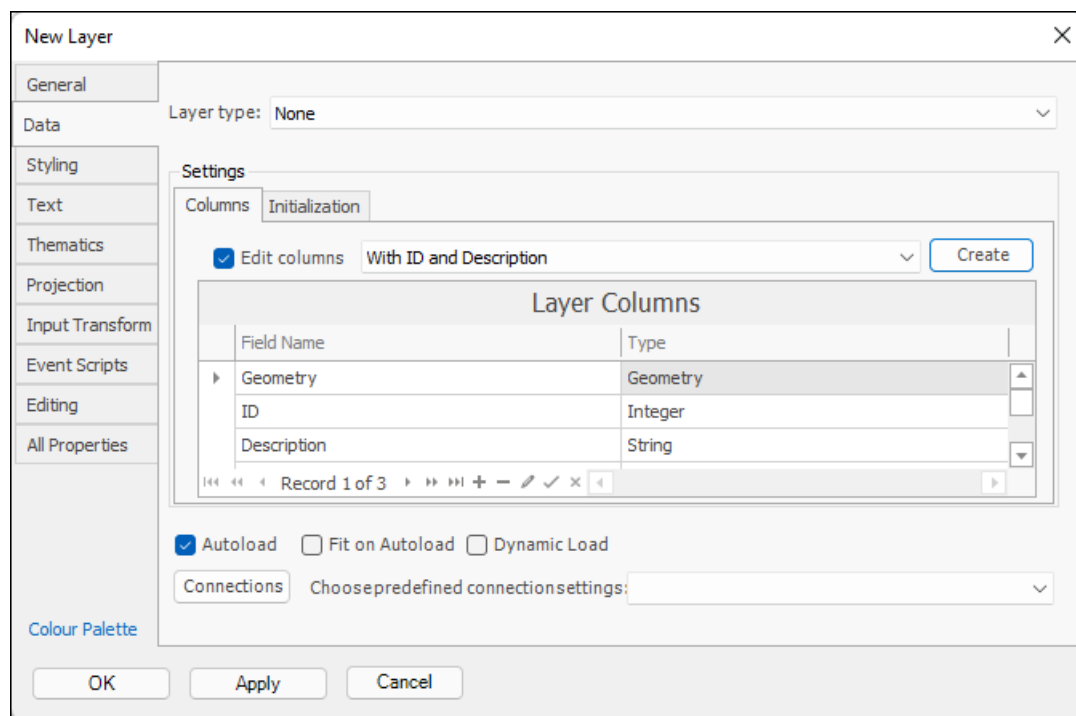 New Layer
General
Data
Styling
Text
Thematics
Projection
Input Transform
Event Scripts
Editing
All Properties
Colour Palette
Layer type: None
Settings
Columns Initialization
Edit columns With ID and Description Create
Layer Columns
Field Name Type
Geometry Geometry
ID Integer
Description String
Record 1 of 3
Autoload Fit on Autoload Dynamic Load
Connections Choose predefined connection settings:
OK Apply Cancel